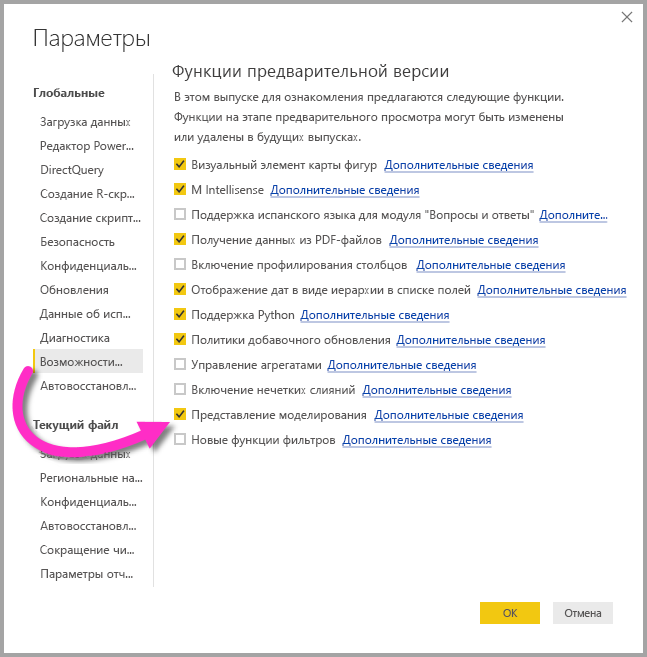 Параметры
Глобальные
Загрузка данных
Редактор Power...
DirectQuery
Создание R-скр...
Создание скрипт...
Безопасность
Конфиденциаль...
Обновления
Данные об исп...
Диагностика
Возможности...
Автовосстановл...
Текущий файл
Загрузка данных
Региональные на...
Конфиденциаль...
Автовосстановл...
Сокращение чи...
Параметры отч...
Функции предварительной версии
В этом выпуске для ознакомления предлагаются следующие функции.
Функции на этапе предварительного просмотра могут быть изменены
или удалены в будущих выпусках.
Визуальный элемент карты фигур Дополнительные сведения
M Intellisense Дополнительные сведения
Поддержка испанского языка для модуля "Вопросы и ответы" Дополните...
Получение данных из PDF-файлов Дополнительные сведения
Включение профилирования столбцов Дополнительные сведения
Отображение дат в виде иерархии в списке полей Дополнительные сведения
Поддержка Python Дополнительные сведения
Политики добавочного обновления Дополнительные сведения
Управление агрегатами Дополнительные сведения
Включение нечетких слияний Дополнительные сведения
Представление моделирования Дополнительные сведения
Новые функции фильтров Дополнительные сведения
ОК
Отмена